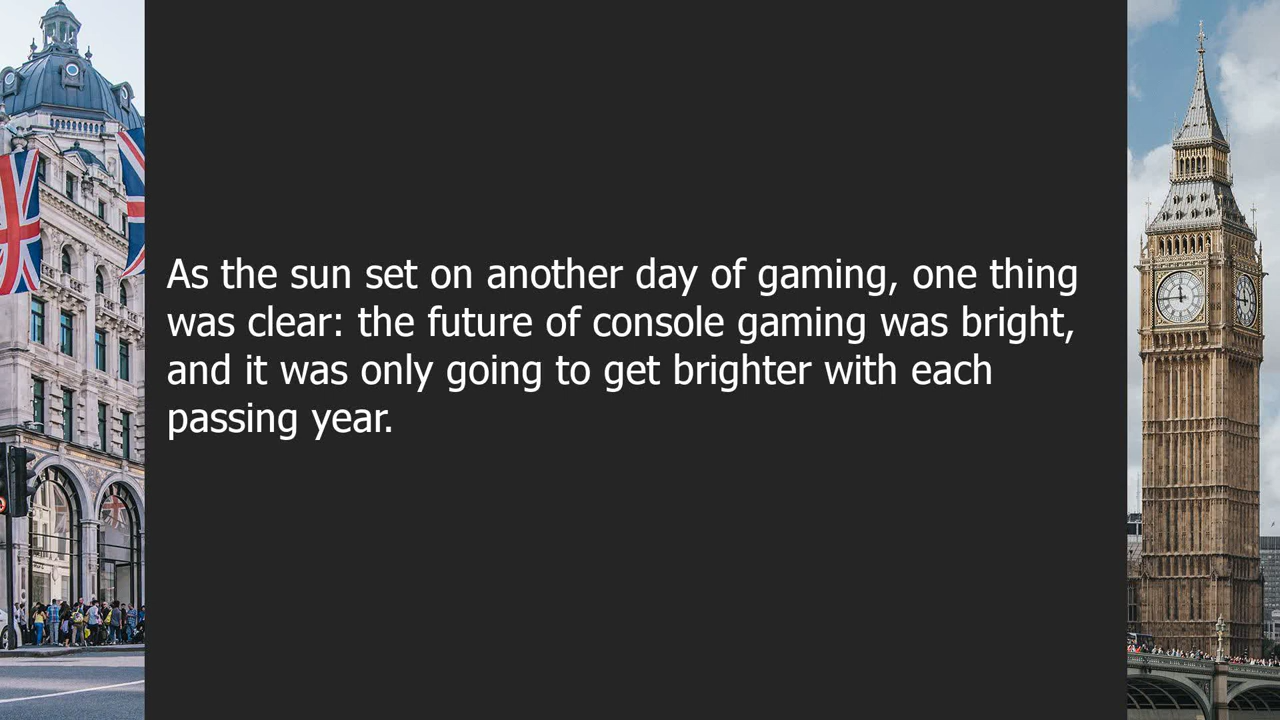 As the sun set on another day of gaming, one thing
was clear: the future of console gaming was bright,
and it was only going to get brighter with each
passing year.